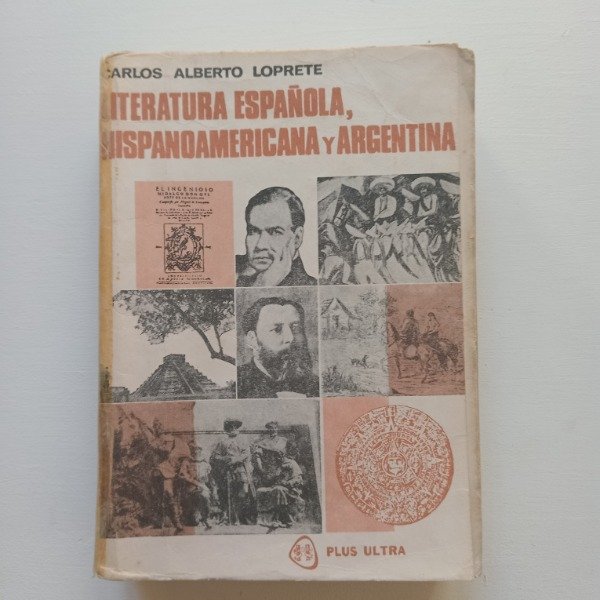 CARLOS ALBERTO LOPRETE
LITERATURA ESPAÑOLA,
HISPANOAMERICANA Y ARGENTINA
EL INGENIOSO
PLUS ULTRA